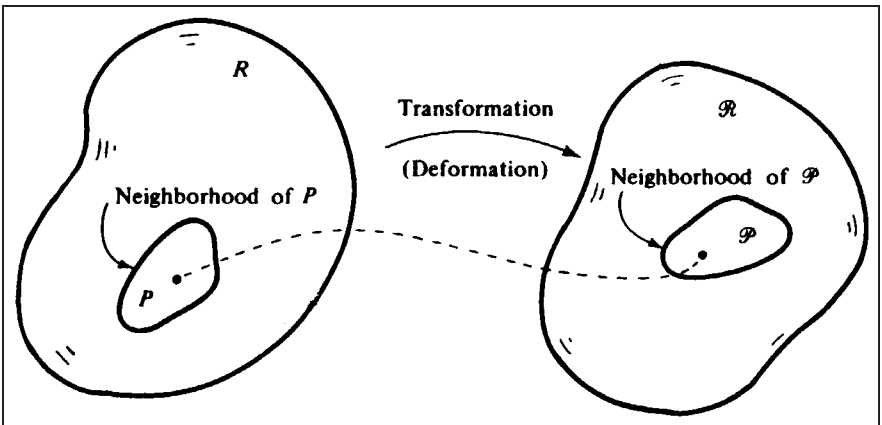 R
Neighborhood of P
P
Transformation
(Deformation)
ℛ
Neighborhood of 𝒫
𝒫